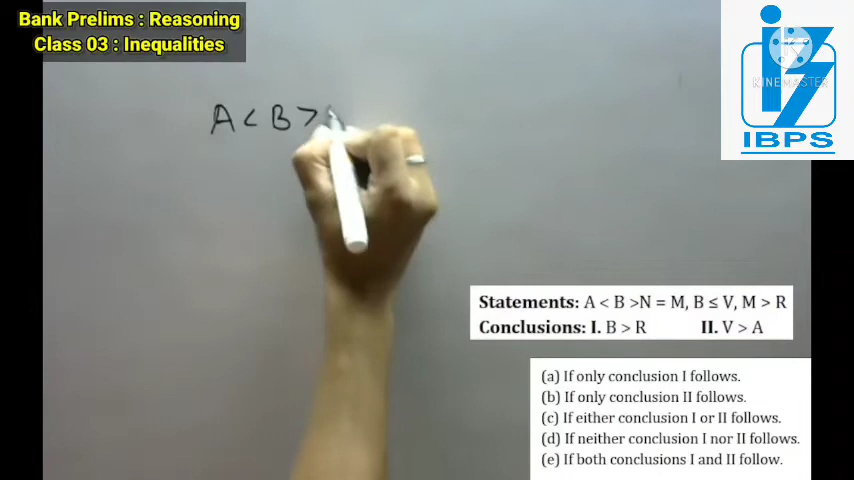 Bank Prelims : Reasoning
Class 03 : Inequalities
KINEMASTER
IBPS
A < B >
Statements: A < B >N = M, B ≤ V, M > R
Conclusions: I. B > R II. V > A
(a) If only conclusion I follows.
(b) If only conclusion II follows.
(c) If either conclusion I or II follows.
(d) If neither conclusion I nor II follows.
(e) If both conclusions I and II follow.